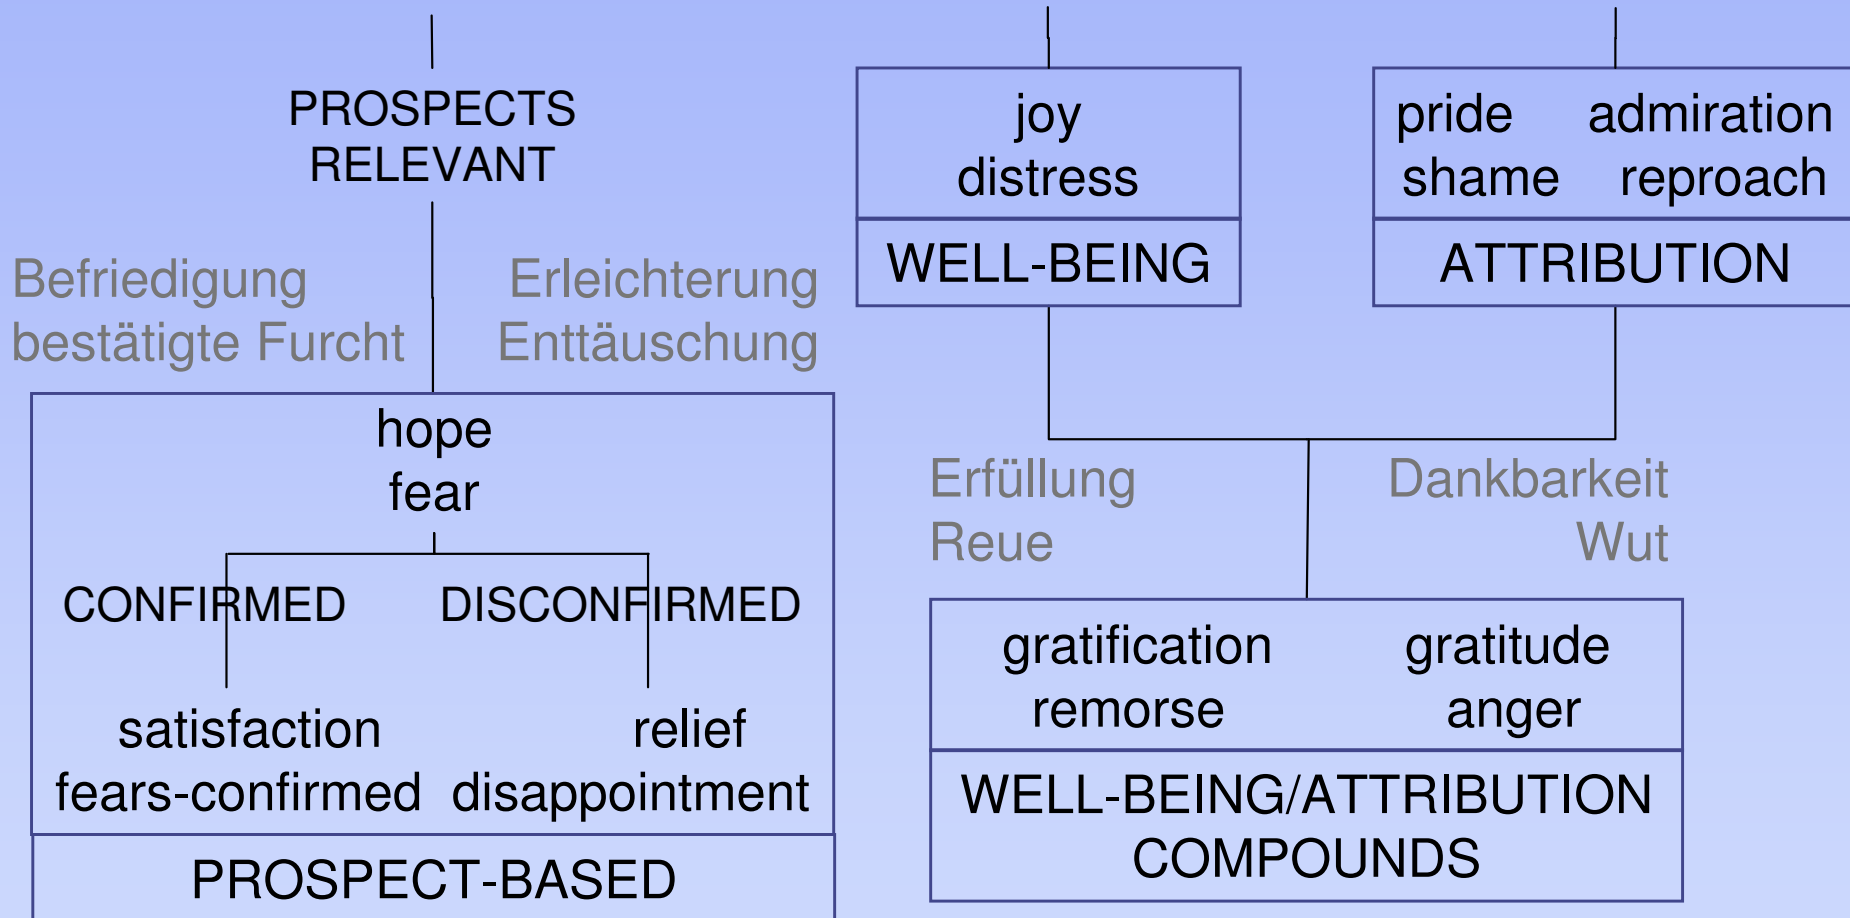 PROSPECTS
RELEVANT
Befriedigung Erleichterung
bestätigte Furcht Enttäuschung
hope
fear
CONFIRMED DISCONFIRMED
satisfaction relief
fears-confirmed disappointment
PROSPECT-BASED
joy
distress
WELL-BEING
pride admiration
shame reproach
ATTRIBUTION
Erfüllung Dankbarkeit
Reue Wut
gratification gratitude
remorse anger
WELL-BEING/ATTRIBUTION
COMPOUNDS